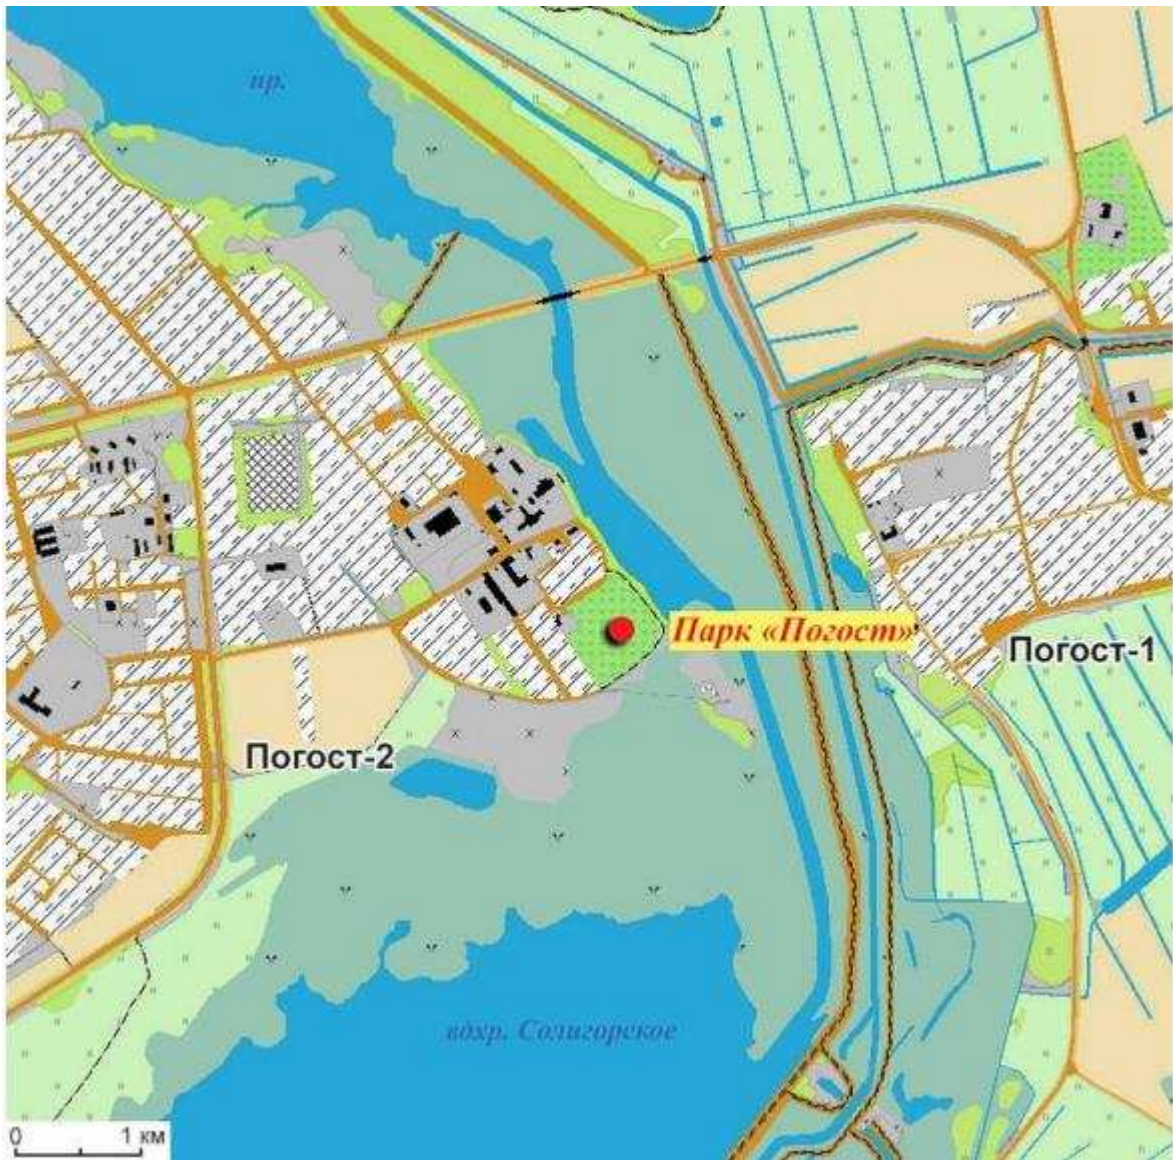 пр.
Парк «Погост»
Погост-1
Погост-2
вдхр. Солигорское
0 1 км